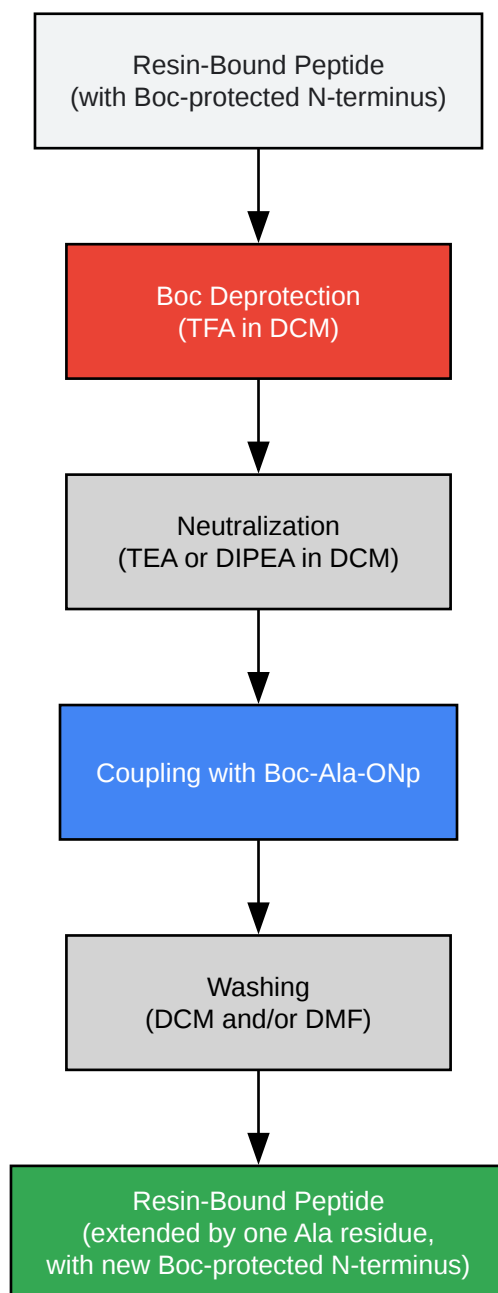 Resin-Bound Peptide
(with Boc-protected N-terminus)
Boc Deprotection
(TFA in DCM)
Neutralization
(TEA or DIPEA in DCM)
Coupling with Boc-Ala-ONp
Washing
(DCM and/or DMF)
Resin-Bound Peptide
(extended by one Ala residue,
with new Boc-protected N-terminus)